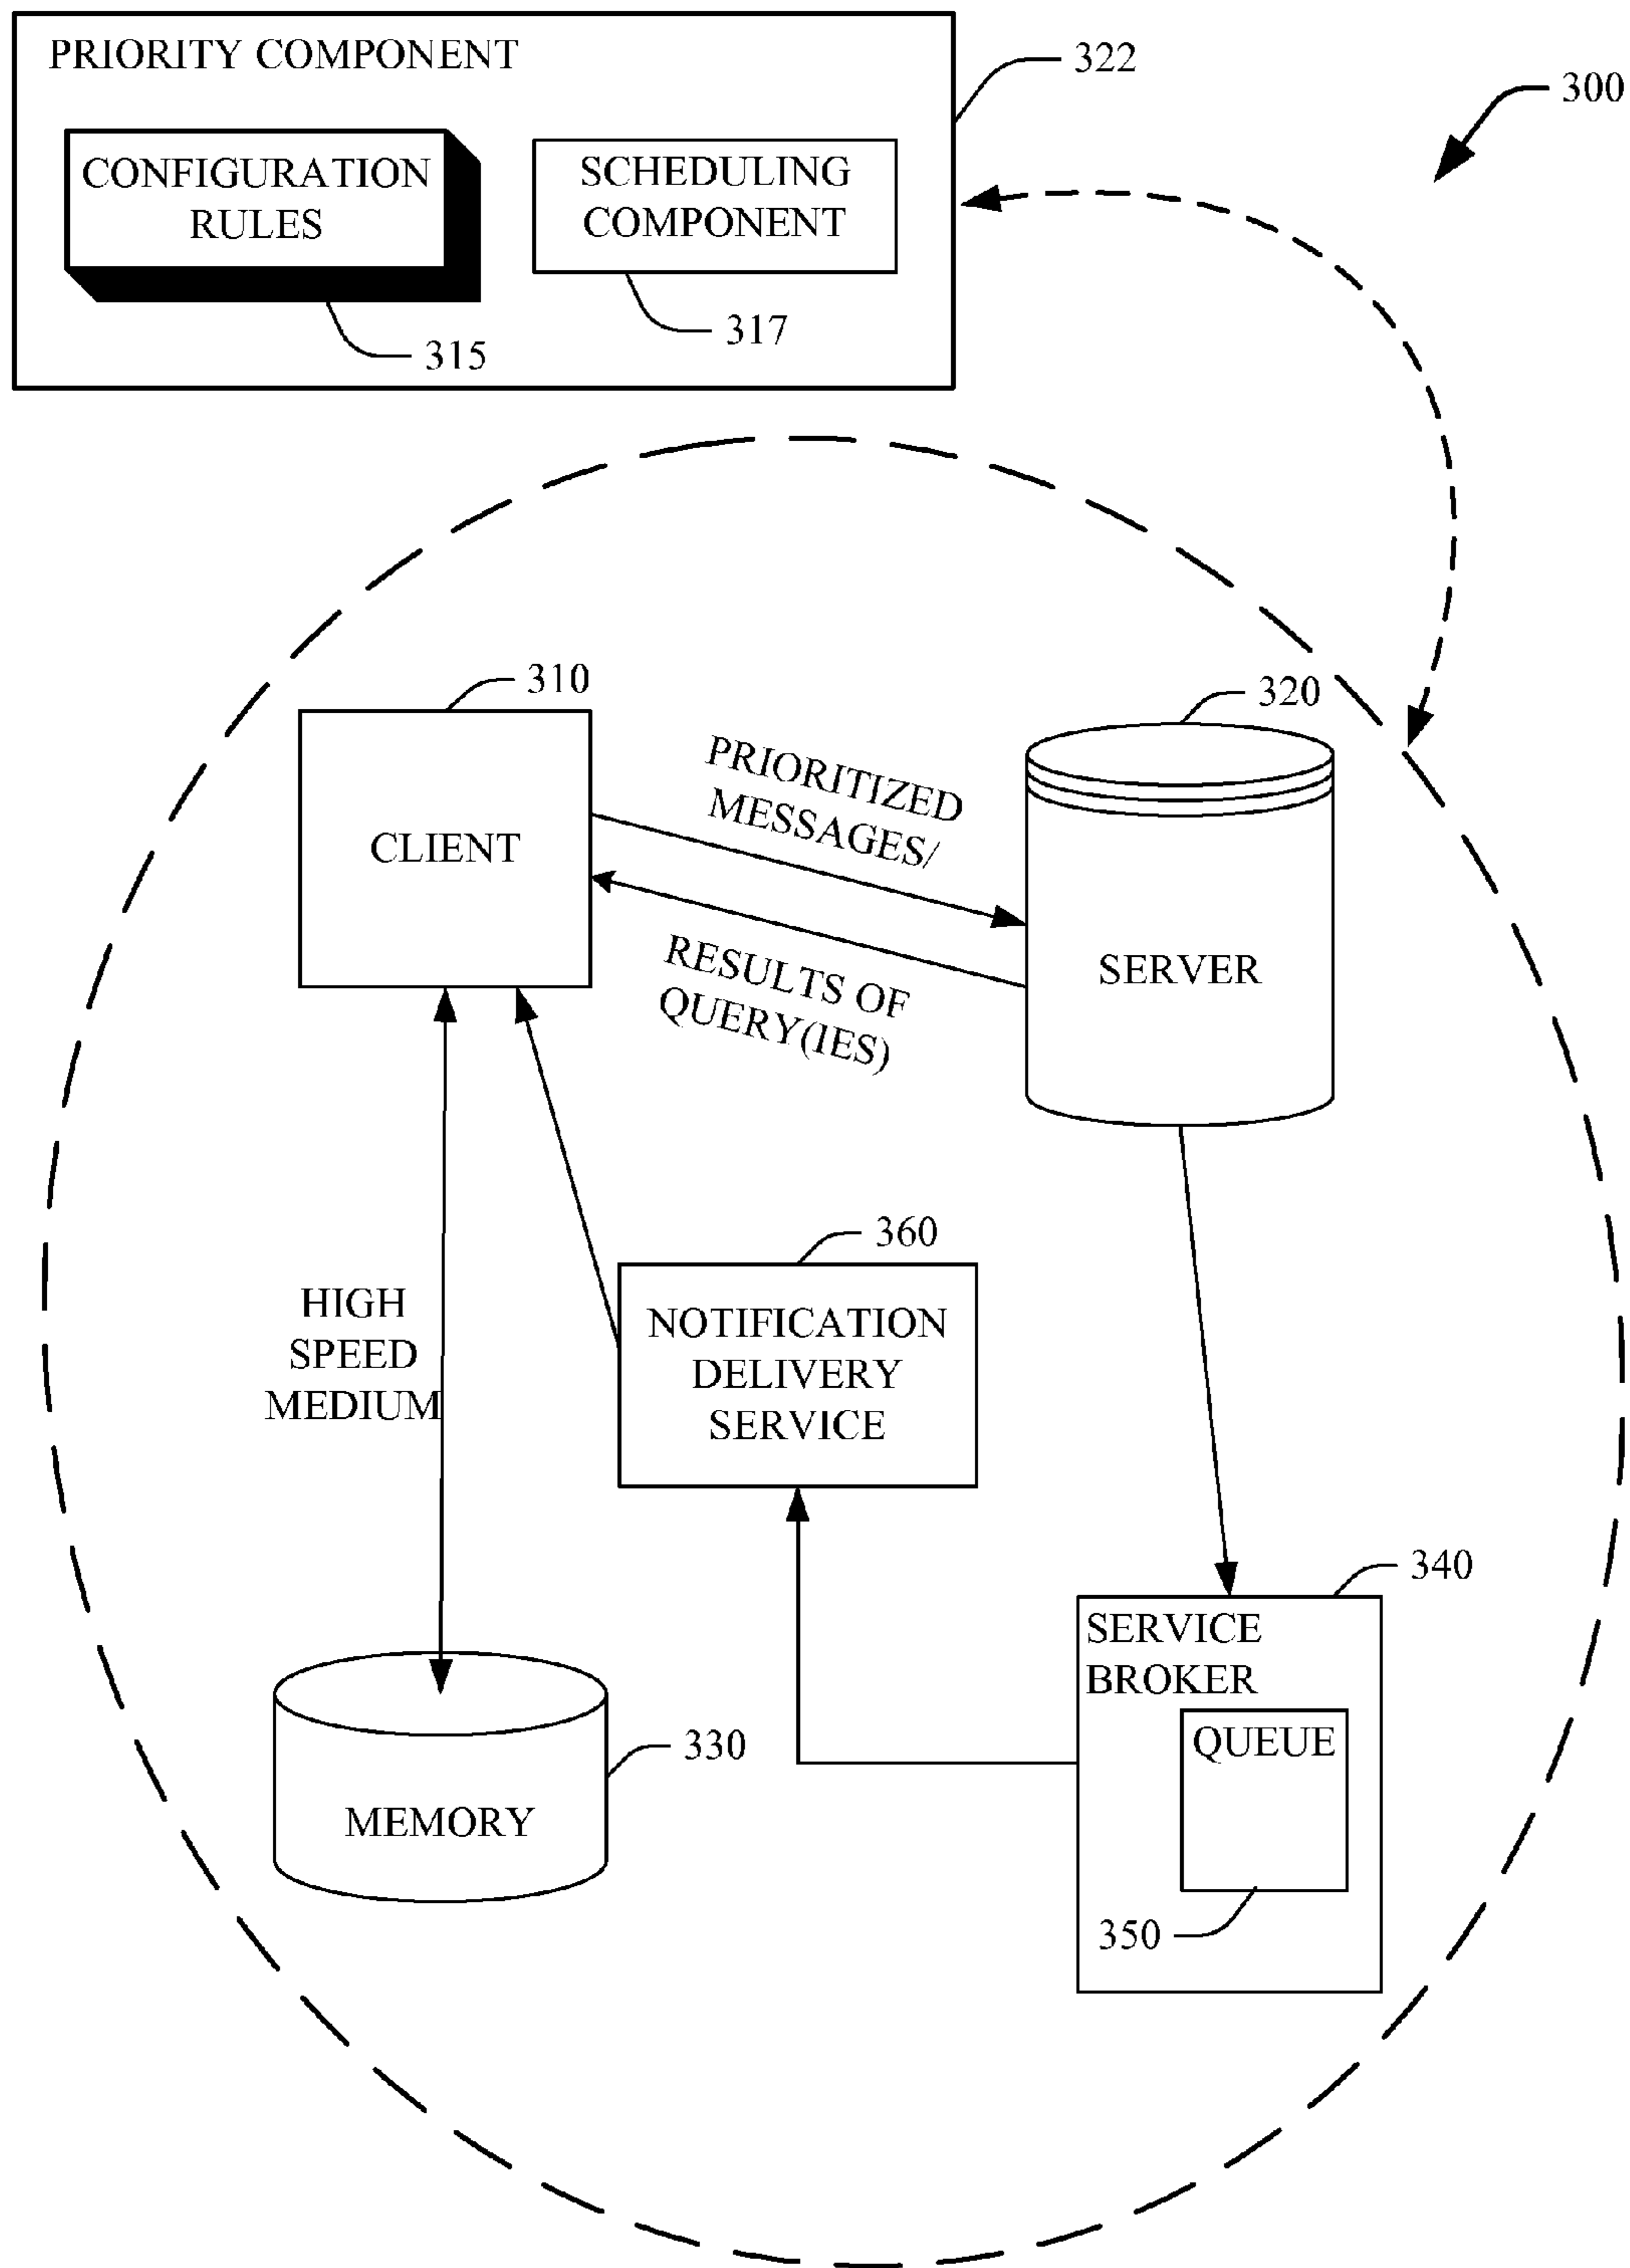 PRIORITY COMPONENT
322
300
CONFIGURATION
RULES
SCHEDULING
COMPONENT
315
317
310
320
CLIENT
PRIORITIZED
MESSAGES/
RESULTS OF
QUERY(IES)
SERVER
360
HIGH
SPEED
MEDIUM
NOTIFICATION
DELIVERY
SERVICE
340
SERVICE
BROKER
QUEUE
330
MEMORY
350